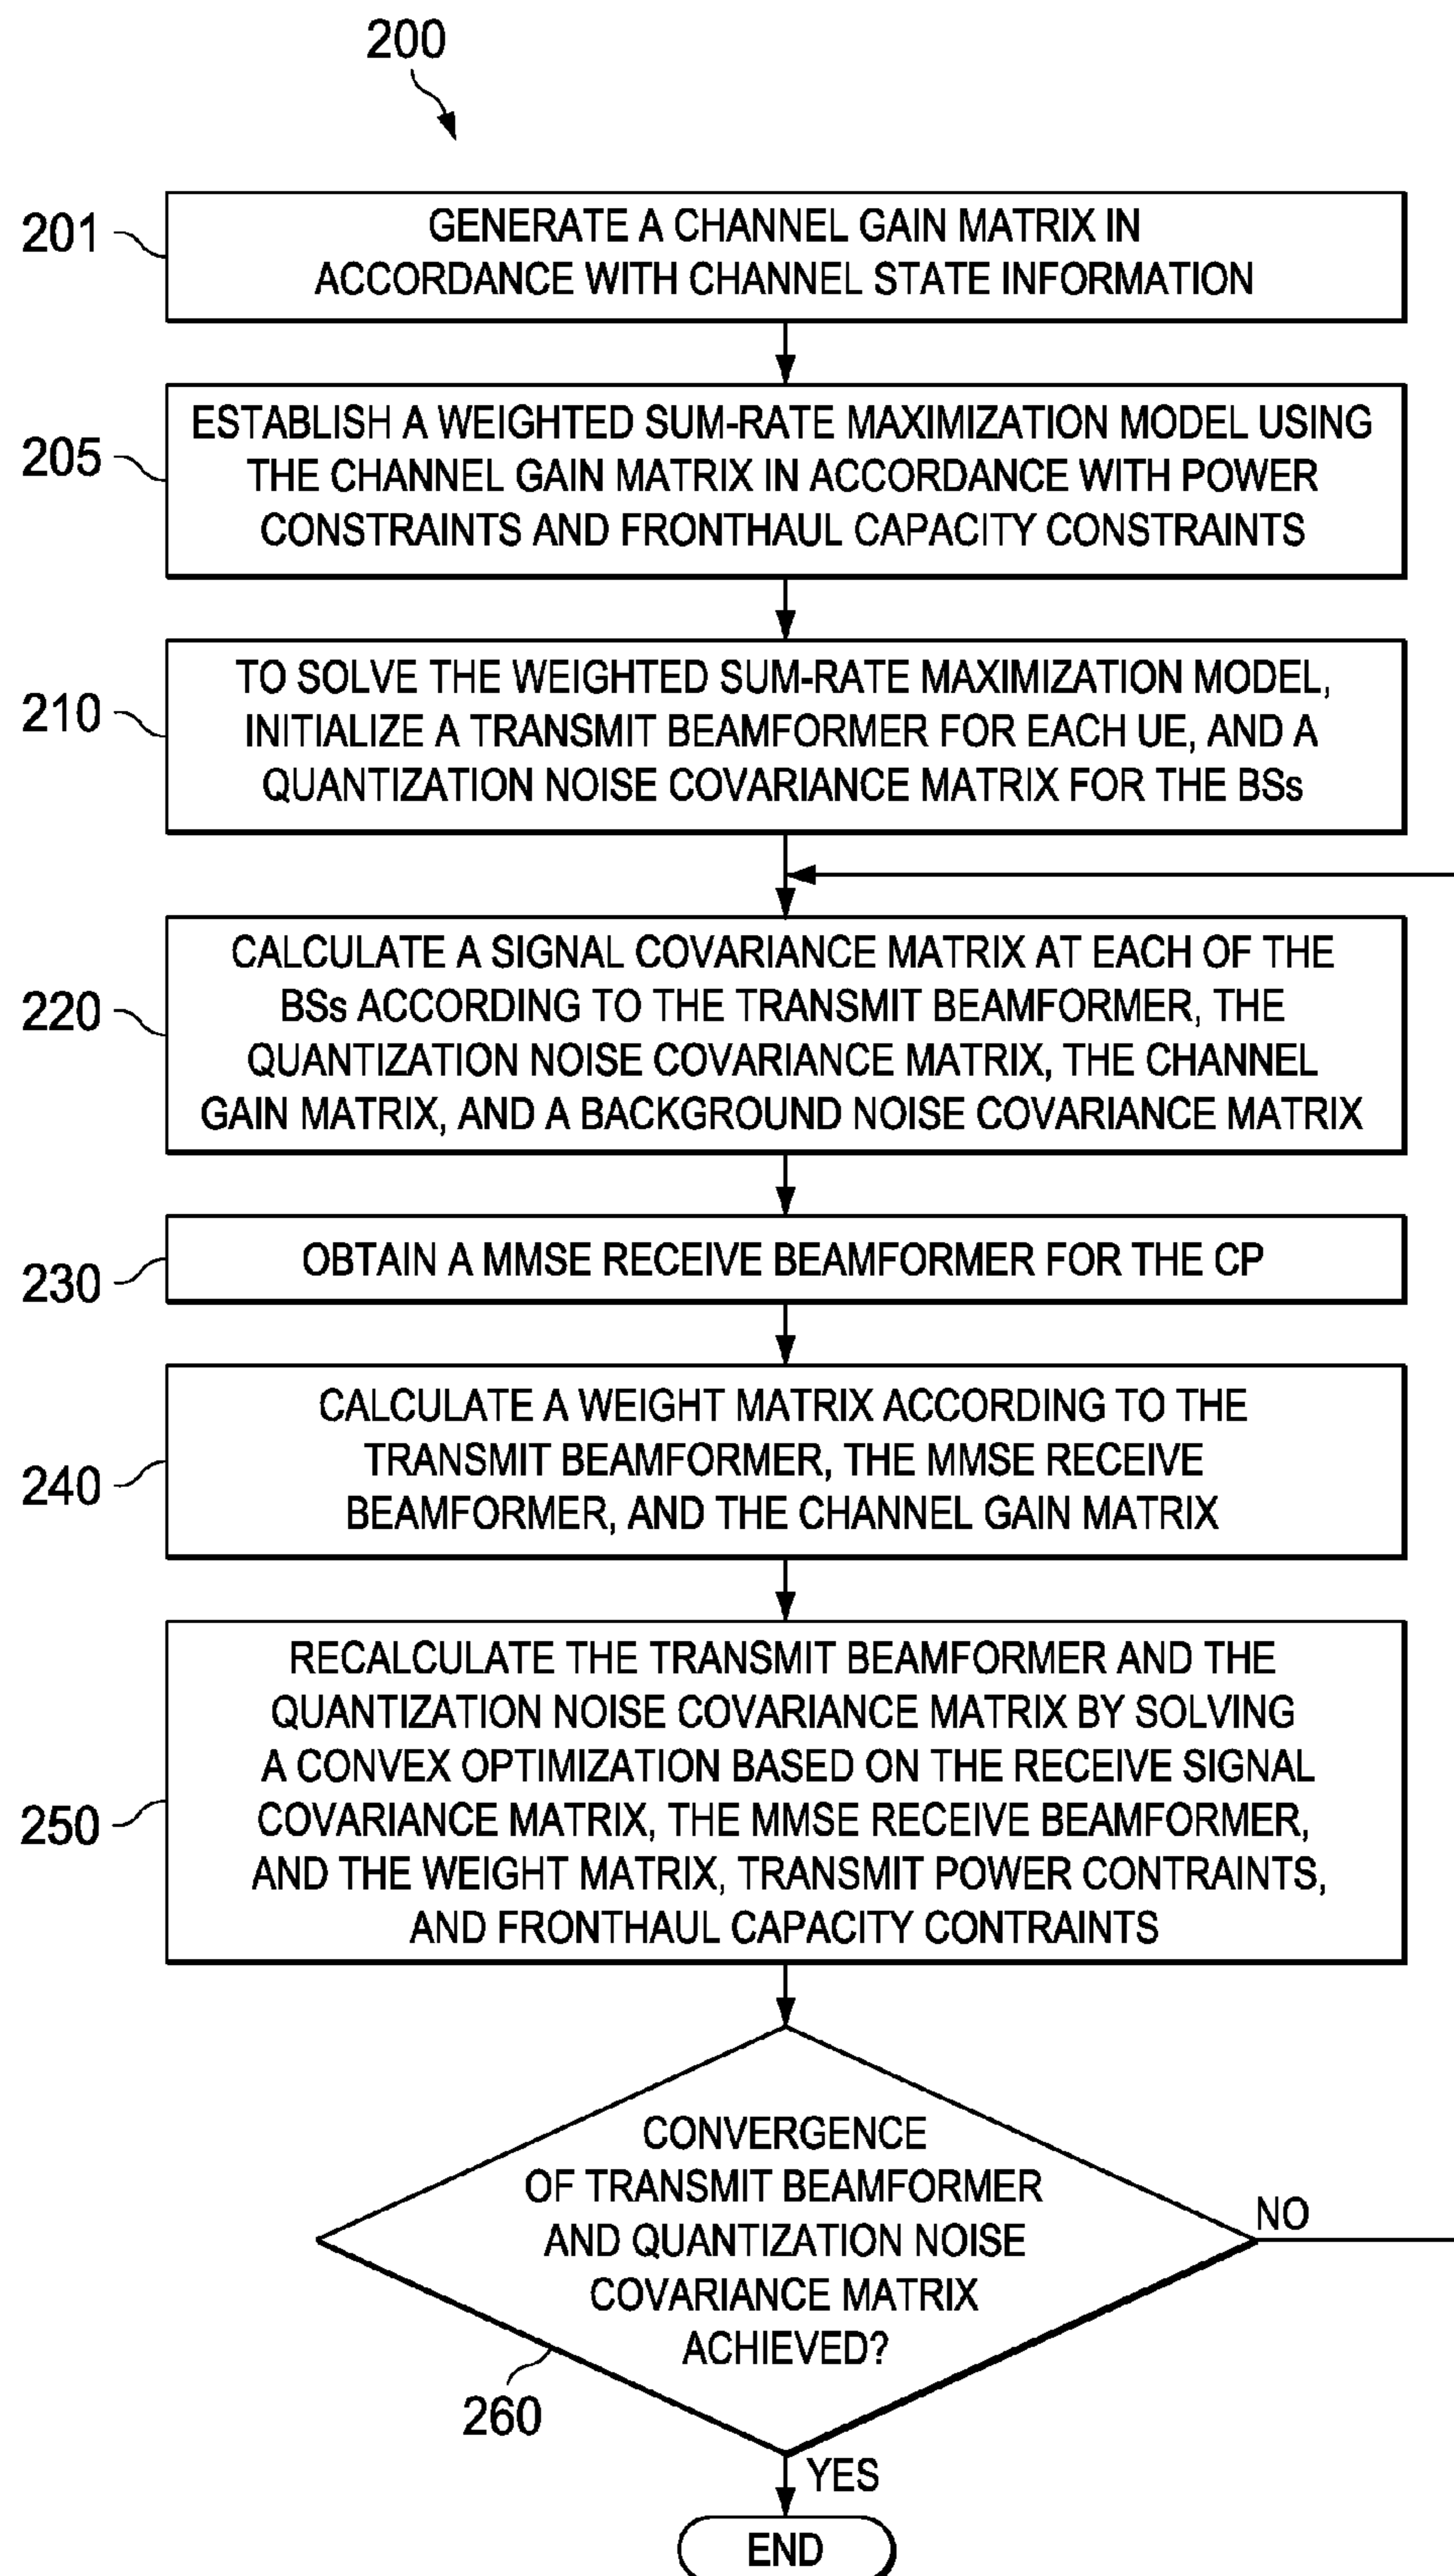 200
201
GENERATE A CHANNEL GAIN MATRIX IN
ACCORDANCE WITH CHANNEL STATE INFORMATION
205
ESTABLISH A WEIGHTED SUM-RATE MAXIMIZATION MODEL USING
THE CHANNEL GAIN MATRIX IN ACCORDANCE WITH POWER
CONSTRAINTS AND FRONTHAUL CAPACITY CONSTRAINTS
210
TO SOLVE THE WEIGHTED SUM-RATE MAXIMIZATION MODEL,
INITIALIZE A TRANSMIT BEAMFORMER FOR EACH UE, AND A
QUANTIZATION NOISE COVARIANCE MATRIX FOR THE BSs
220
CALCULATE A SIGNAL COVARIANCE MATRIX AT EACH OF THE
BSs ACCORDING TO THE TRANSMIT BEAMFORMER, THE
QUANTIZATION NOISE COVARIANCE MATRIX, THE CHANNEL
GAIN MATRIX, AND A BACKGROUND NOISE COVARIANCE MATRIX
230
OBTAIN A MMSE RECEIVE BEAMFORMER FOR THE CP
240
CALCULATE A WEIGHT MATRIX ACCORDING TO THE
TRANSMIT BEAMFORMER, THE MMSE RECEIVE
BEAMFORMER, AND THE CHANNEL GAIN MATRIX
250
RECALCULATE THE TRANSMIT BEAMFORMER AND THE
QUANTIZATION NOISE COVARIANCE MATRIX BY SOLVING
A CONVEX OPTIMIZATION BASED ON THE RECEIVE SIGNAL
COVARIANCE MATRIX, THE MMSE RECEIVE BEAMFORMER,
AND THE WEIGHT MATRIX, TRANSMIT POWER CONTRAINTS,
AND FRONTHAUL CAPACITY CONTRAINTS
CONVERGENCE
OF TRANSMIT BEAMFORMER
AND QUANTIZATION NOISE
COVARIANCE MATRIX
ACHIEVED?
NO
260
YES
END